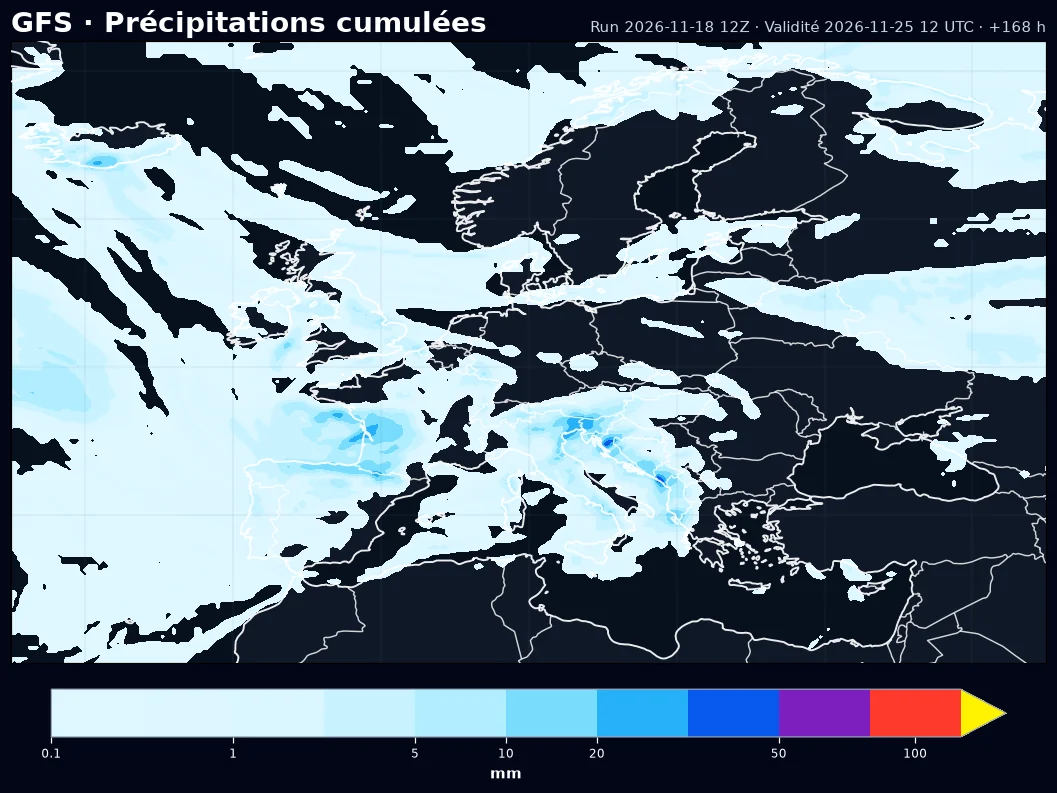 GFS · Précipitations cumulées
Run 2026-11-18 12Z · Validité 2026-11-25 12 UTC · +168 h
0.1 1 5 10 20 50 100
mm